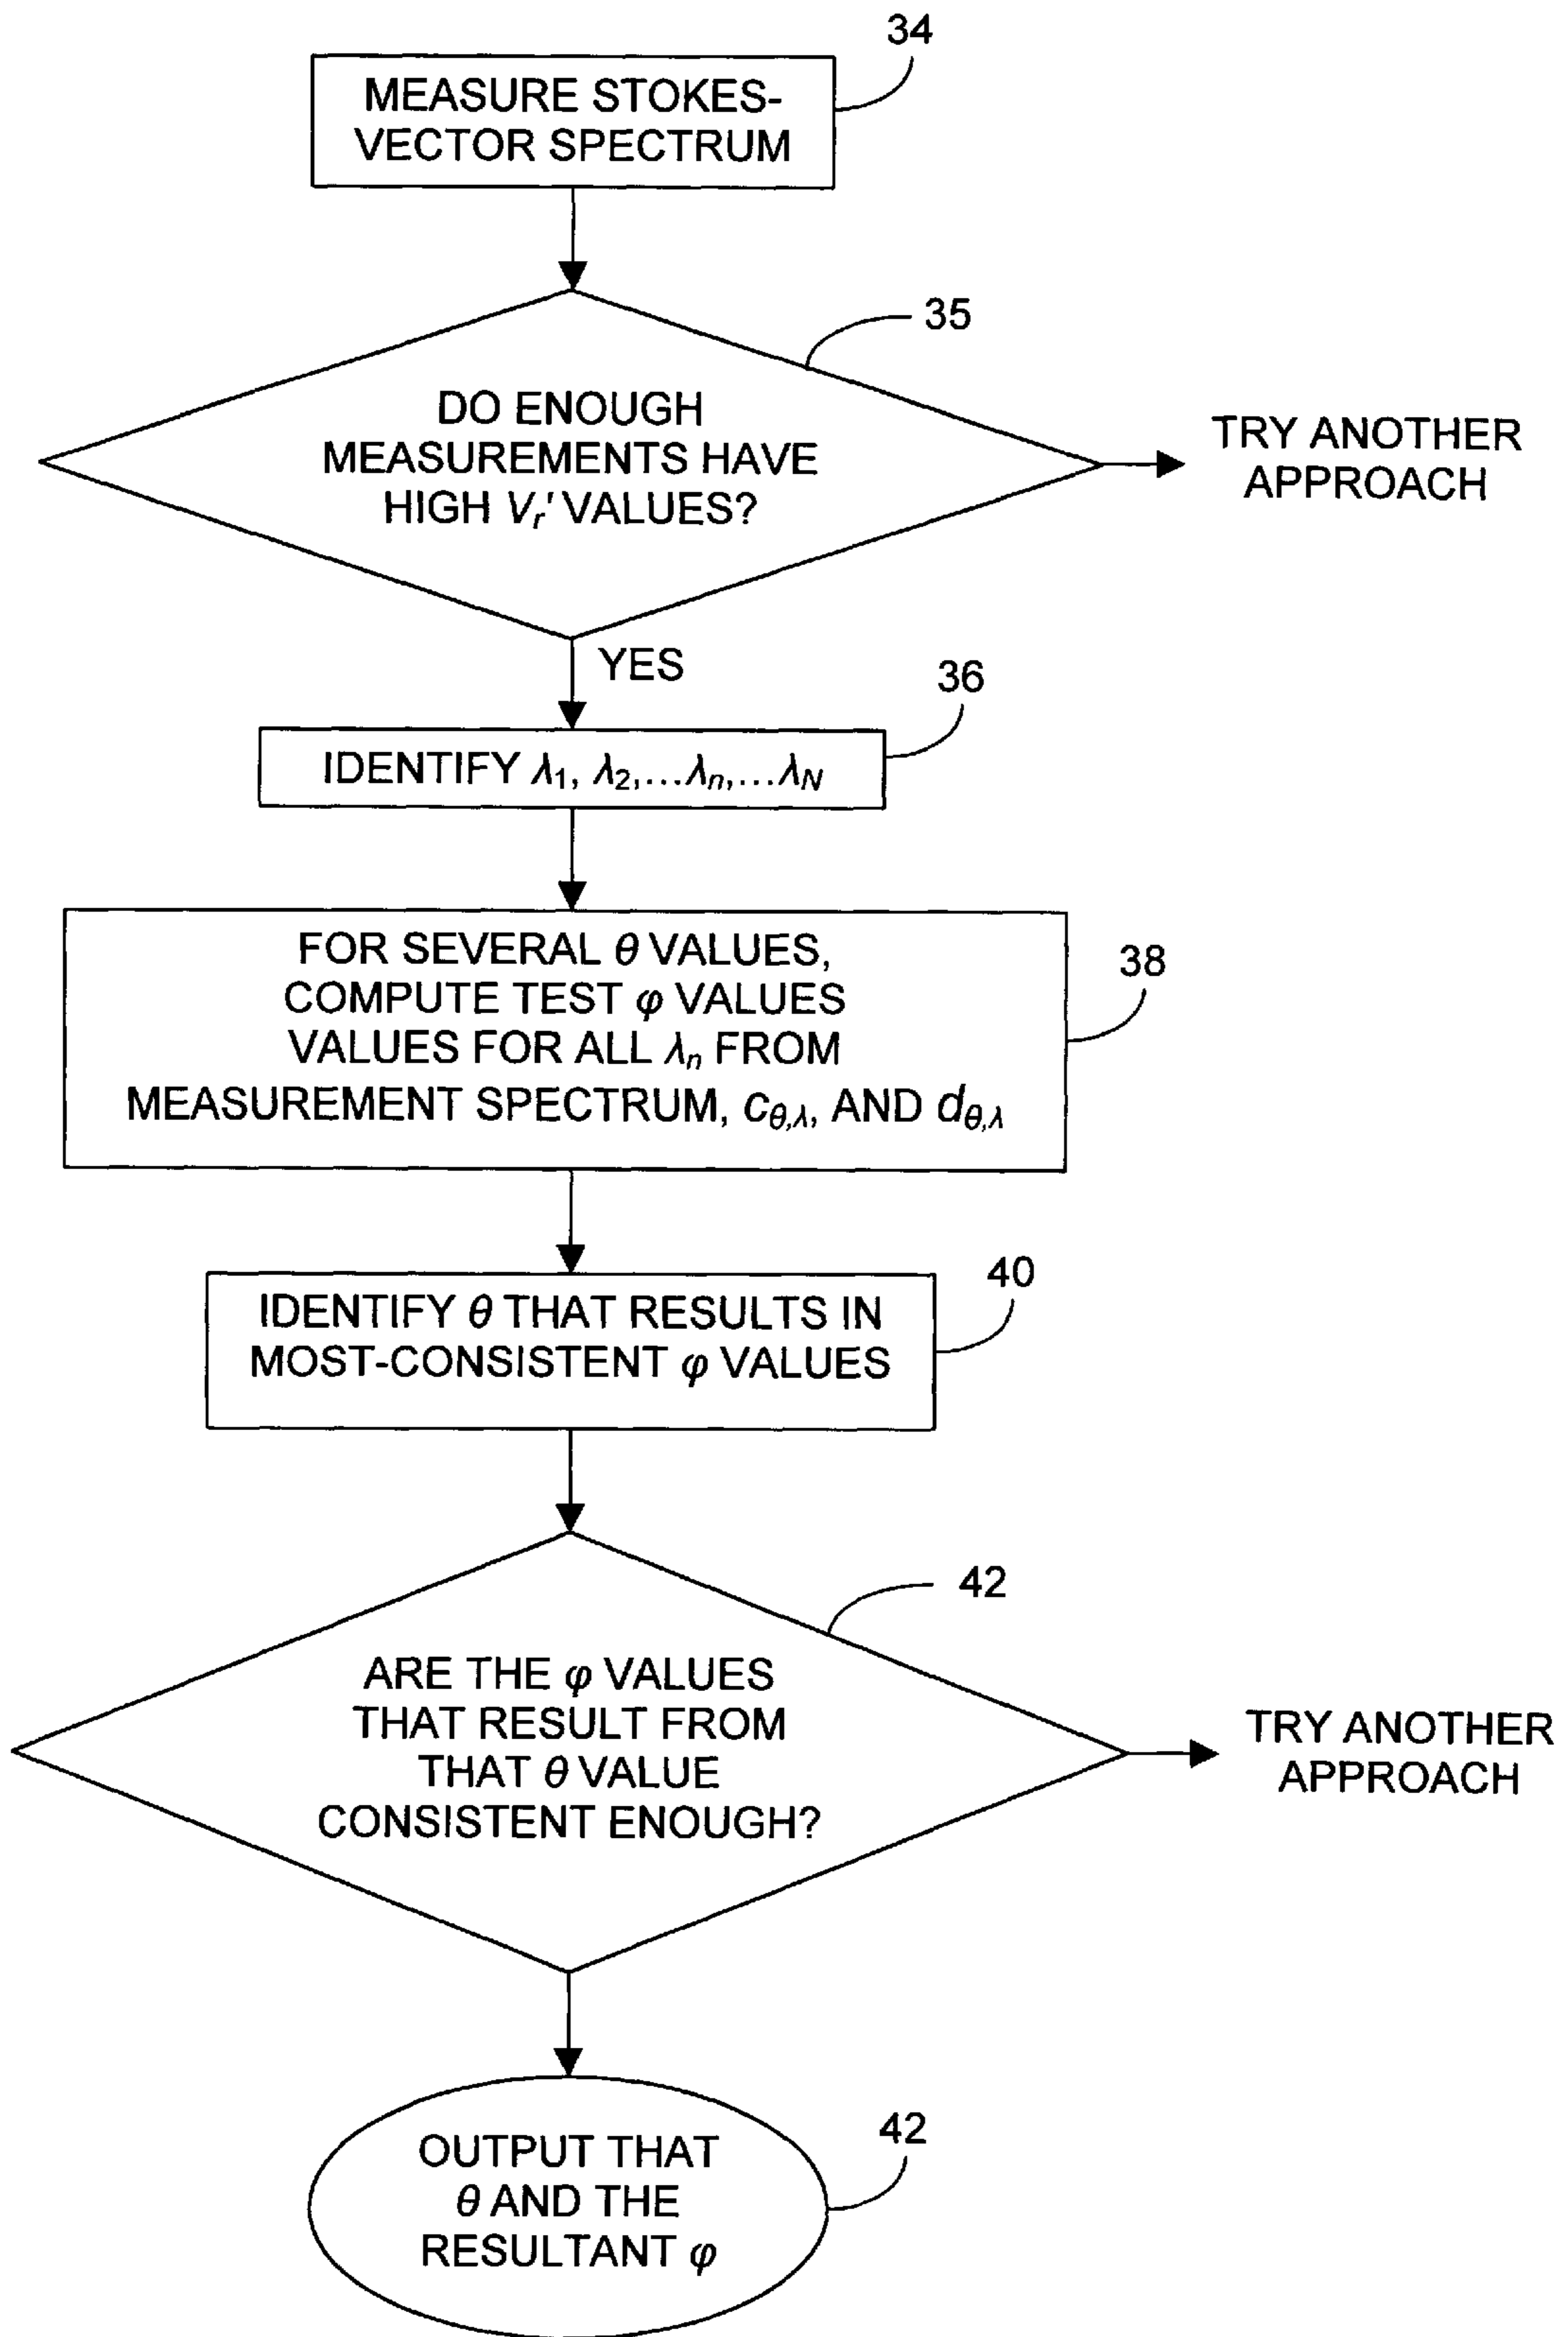 34
MEASURE STOKES-
VECTOR SPECTRUM
35
DO ENOUGH
MEASUREMENTS HAVE
HIGH Vr' VALUES?
TRY ANOTHER
APPROACH
YES
36
IDENTIFY λ1, λ2,...λn,...λN
38
FOR SEVERAL θ VALUES,
COMPUTE TEST φ VALUES
VALUES FOR ALL λn FROM
MEASUREMENT SPECTRUM, cθ,λ, AND dθ,λ
40
IDENTIFY θ THAT RESULTS IN
MOST-CONSISTENT φ VALUES
42
ARE THE φ VALUES
THAT RESULT FROM
THAT θ VALUE
CONSISTENT ENOUGH?
TRY ANOTHER
APPROACH
42
OUTPUT THAT
θ AND THE
RESULTANT φ